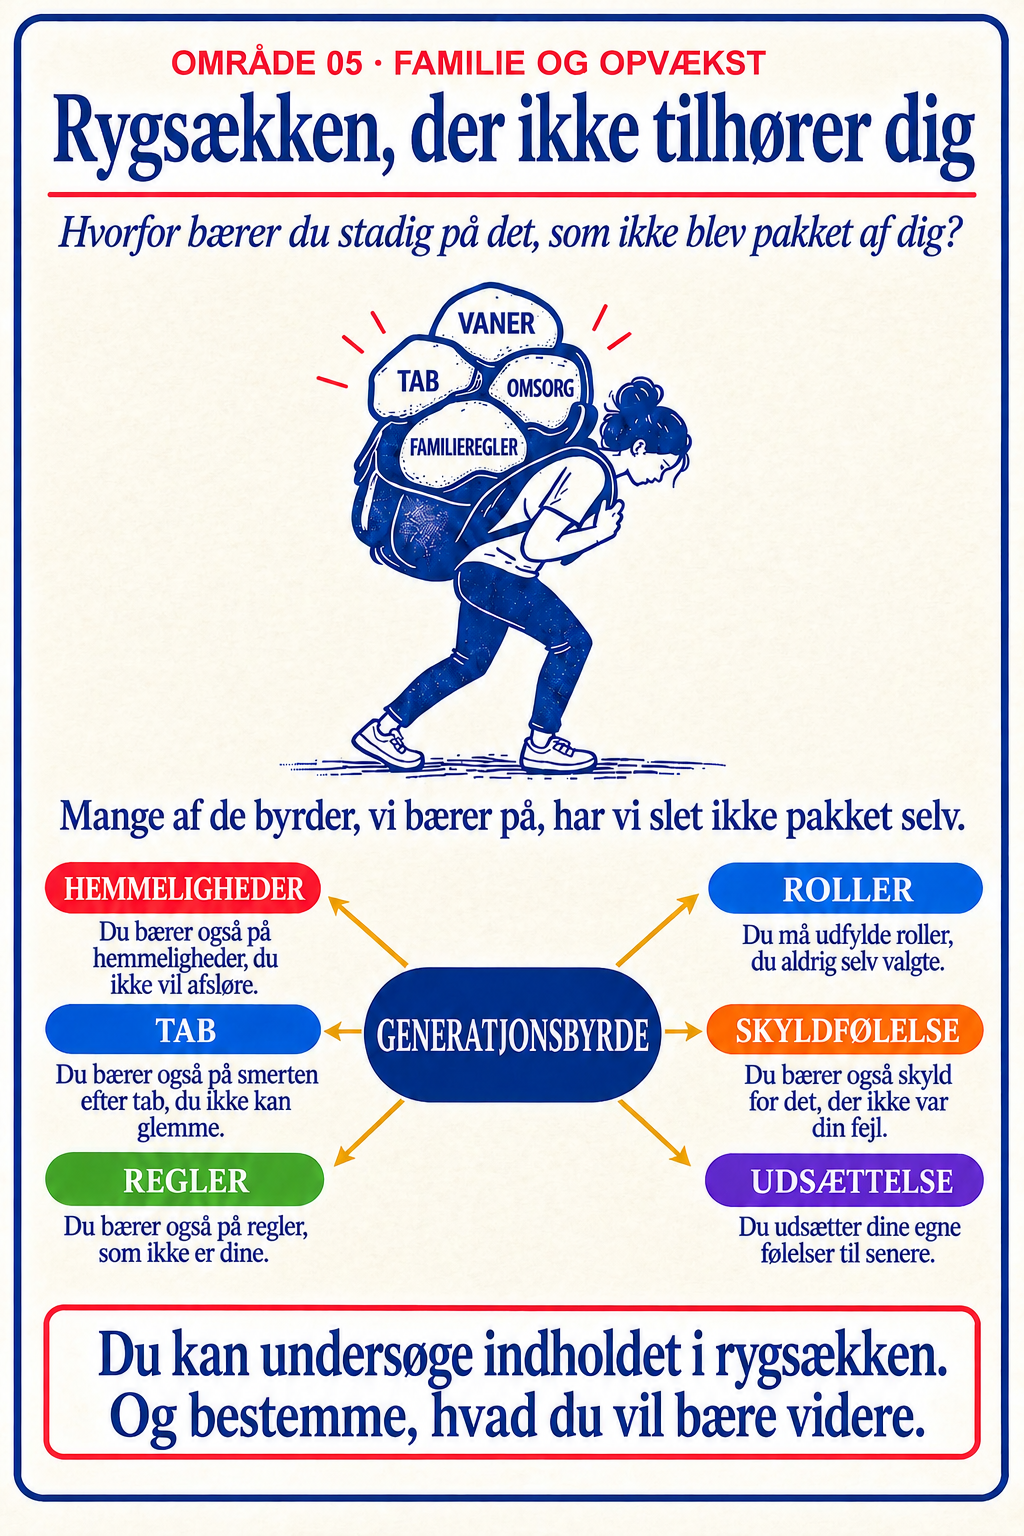 OMRÅDE 05 · FAMILIE OG OPVÆKST
Rygsækken, der ikke tilhører dig
Hvorfor bærer du stadig på det, som ikke blev pakket af dig?
VANER
TAB
OMSORG
FAMILIEREGLER
Mange af de byrder, vi bærer på, har vi slet ikke pakket selv.
HEMMELIGHEDER
Du bærer også på
hemmeligheder, du
ikke vil afsløre.
TAB
Du bærer også på smerten
efter tab, du ikke kan
glemme.
REGLER
Du bærer også på regler,
som ikke er dine.
GENERATJONSBYRDE
ROLLER
Du må udfylde roller,
du aldrig selv valgte.
SKYLDFØLELSE
Du bærer også skyld
for det, der ikke var
din fejl.
UDSÆTTELSE
Du udsætter dine egne
følelser til senere.
Du kan undersøge indholdet i rygsækken.
Og bestemme, hvad du vil bære videre.